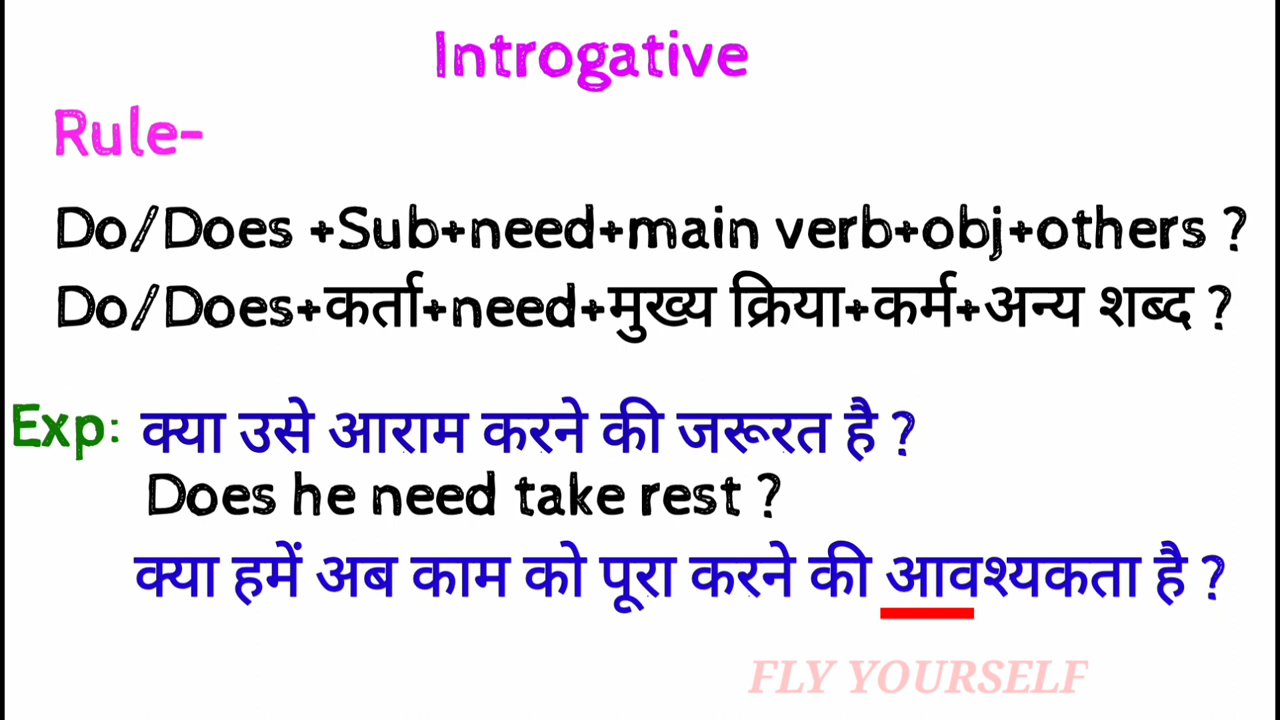 Introgative
Rule-
Do/Does +Sub+need+main verb+obj+others ?
Do/Does+कर्ता+need+मुख्य क्रिया+कर्म+अन्य शब्द ?
Exp: क्या उसे आराम करने की जरूरत है ?
Does he need take rest ?
क्या हमें अब काम को पूरा करने की आवश्यकता है ?
FLY YOURSELF